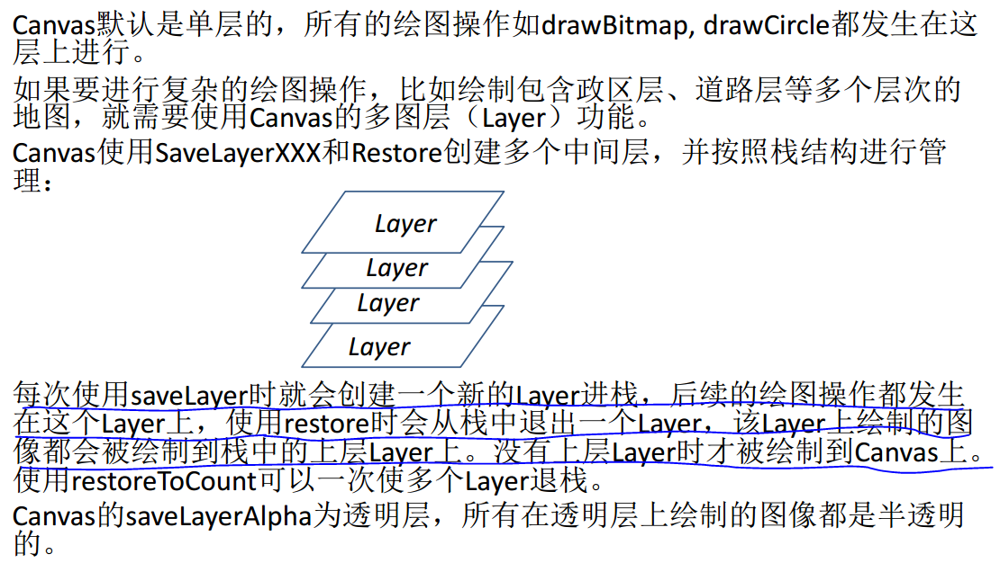 Canvas默认是单层的，所有的绘图操作如drawBitmap, drawCircle都发生在这
层上进行。
如果要进行复杂的绘图操作，比如绘制包含政区层、道路层等多个层次的
地图，就需要使用Canvas的多图层（Layer）功能。
Canvas使用SaveLayerXXX和Restore创建多个中间层，并按照栈结构进行管
理：
Layer
Layer
Layer
Layer
每次使用saveLayer时就会创建一个新的Layer进栈，后续的绘图操作都发生
在这个Layer上，使用restore时会从栈中退出一个Layer，该Layer上绘制的图
像都会被绘制到栈中的上层Layer上。没有上层Layer时才被绘制到Canvas上。
使用restoreToCount可以一次使多个Layer退栈。
Canvas的saveLayerAlpha为透明层，所有在透明层上绘制的图像都是半透明
的。